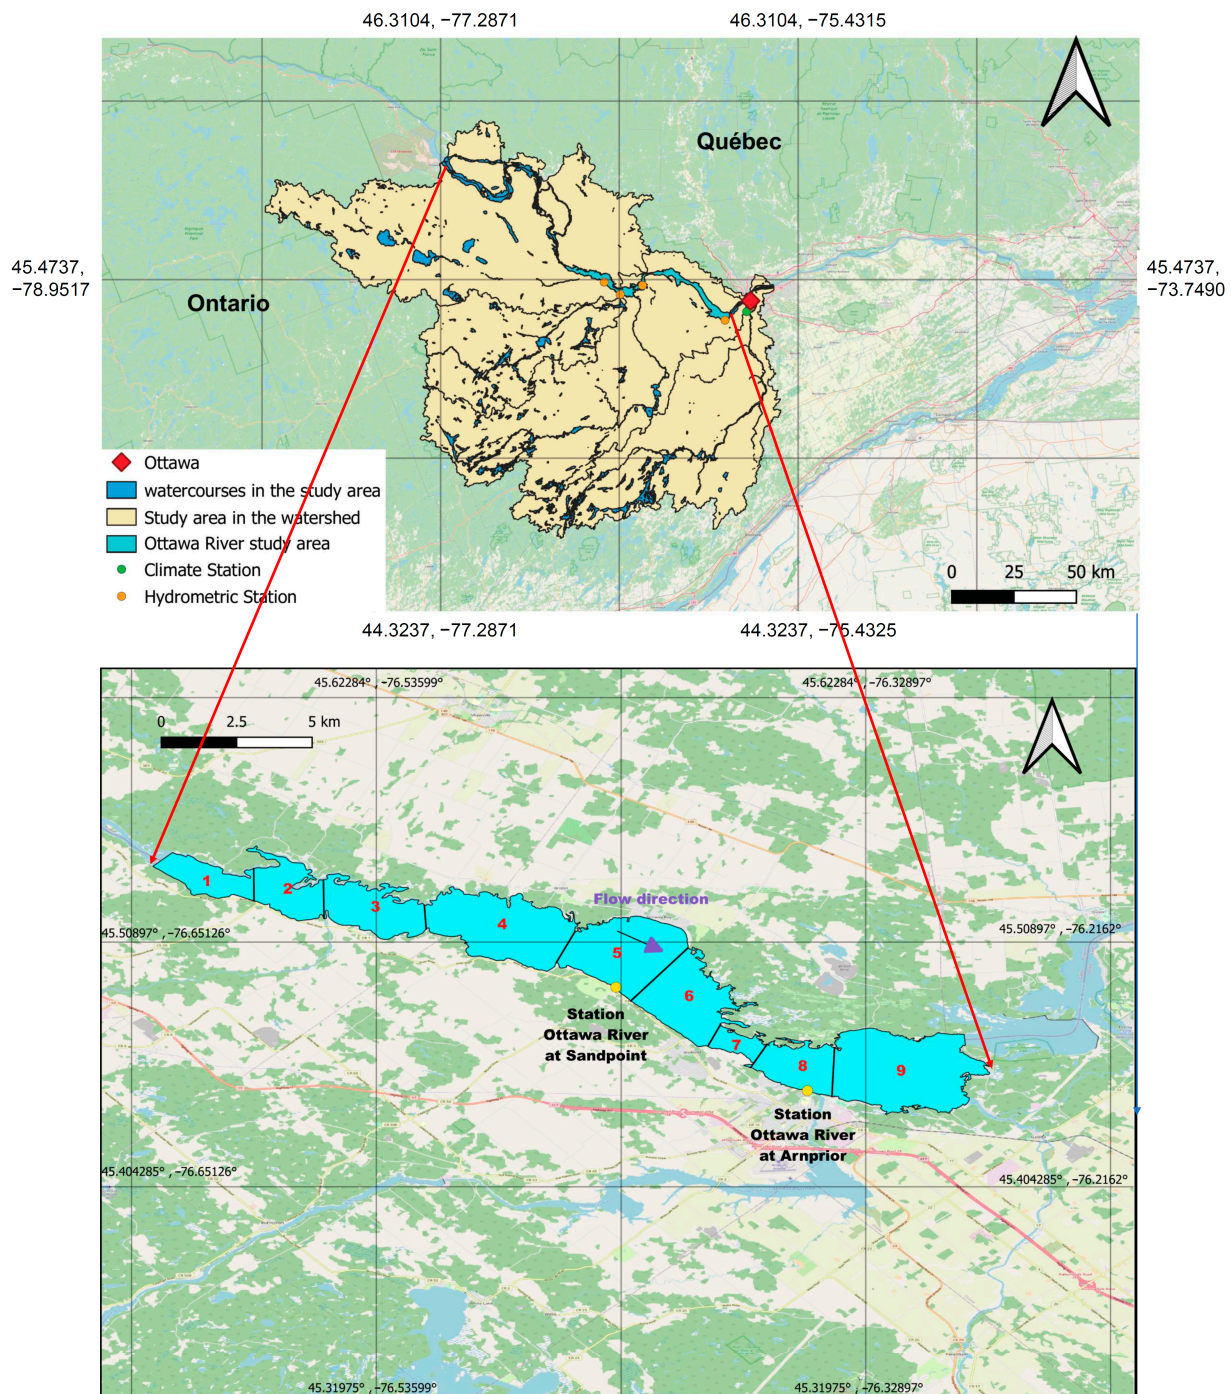 46.3104, −77.2871
46.3104, −75.4315
Québec
45.4737,
−78.9517
45.4737,
−73.7490
Ontario
Ottawa
watercourses in the study area
Study area in the watershed
Ottawa River study area
Climate Station
Hydrometric Station
0 25 50 km
44.3237, −77.2871
44.3237, −75.4325
45.62284°, −76.53599°
45.62284°, −76.32897°
0 2.5 5 km
1
2
3
4
Flow direction
45.50897°, −76.65126°
45.50897°, −76.2162°
5
6
Station
Ottawa River
at Sandpoint
7
8
9
Station
Ottawa River
at Arnprior
45.404285°, −76.65126°
45.404285°, −76.2162°
45.31975°, −76.53599°
45.31975°, −76.32897°